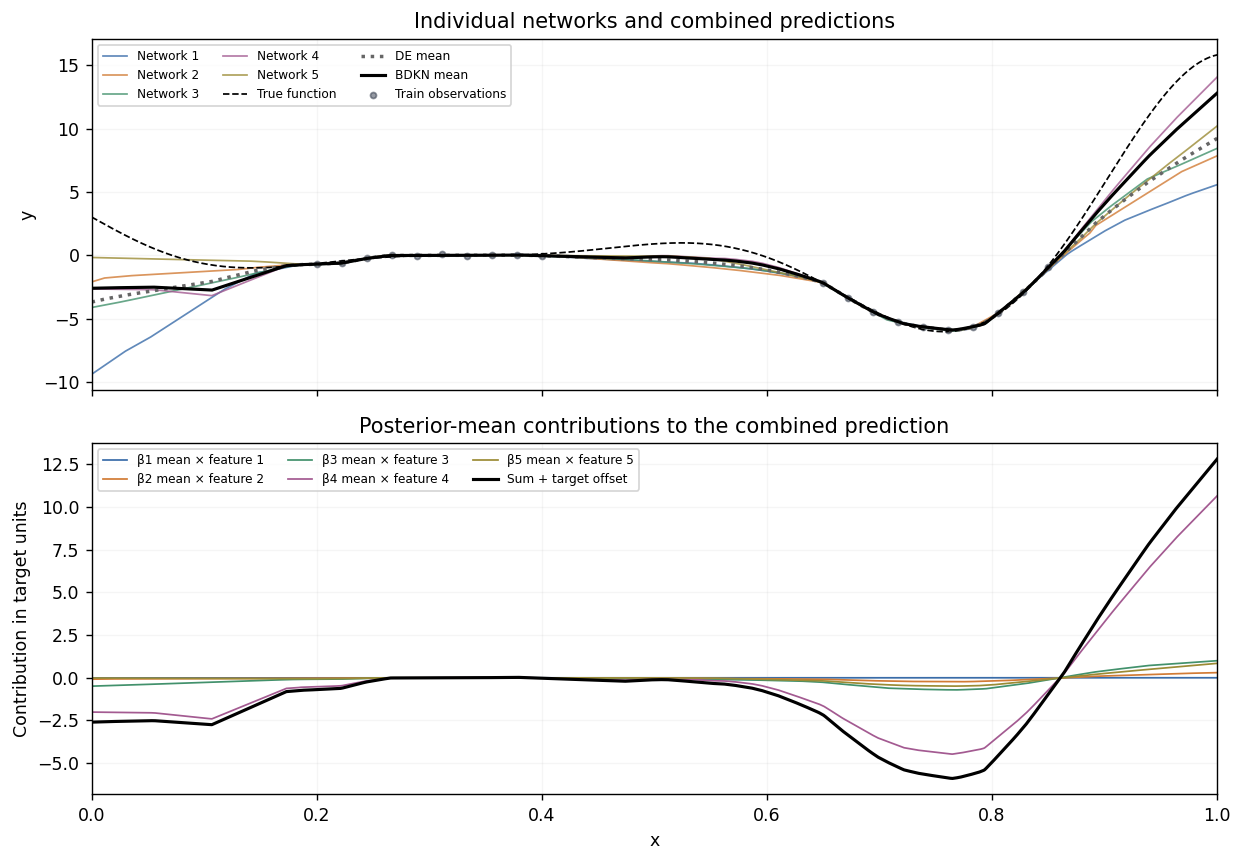 Individual networks and combined predictions
Network 1
Network 2
Network 3
Network 4
Network 5
True function
DE mean
BDKN mean
Train observations
15
10
5
0
−5
−10
y
Posterior-mean contributions to the combined prediction
β1 mean × feature 1
β2 mean × feature 2
β3 mean × feature 3
β4 mean × feature 4
β5 mean × feature 5
Sum + target offset
12.5
10.0
7.5
5.0
2.5
0.0
−2.5
−5.0
Contribution in target units
0.0
0.2
0.4
0.6
0.8
1.0
x